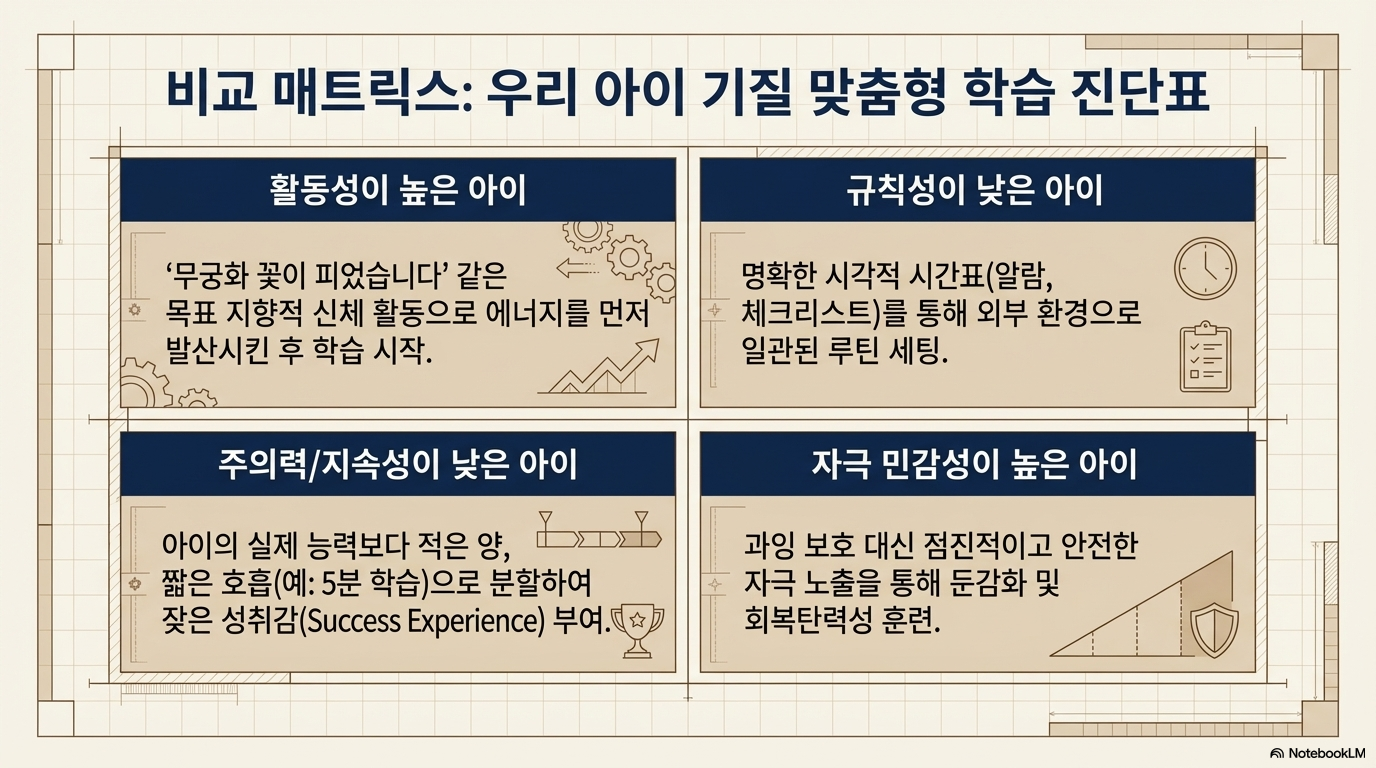 비교 매트릭스: 우리 아이 기질 맞춤형 학습 진단표
활동성이 높은 아이
‘무궁화 꽃이 피었습니다’ 같은
목표 지향적 신체 활동으로 에너지를 먼저
발산시킨 후 학습 시작.
규칙성이 낮은 아이
명확한 시각적 시간표(알람,
체크리스트)를 통해 외부 환경으로
일관된 루틴 세팅.
주의력/지속성이 낮은 아이
아이의 실제 능력보다 적은 양,
짧은 호흡(예: 5분 학습)으로 분할하여
잦은 성취감(Success Experience) 부여.
자극 민감성이 높은 아이
과잉 보호 대신 점진적이고 안전한
자극 노출을 통해 둔감화 및
회복탄력성 훈련.
NotebookLM